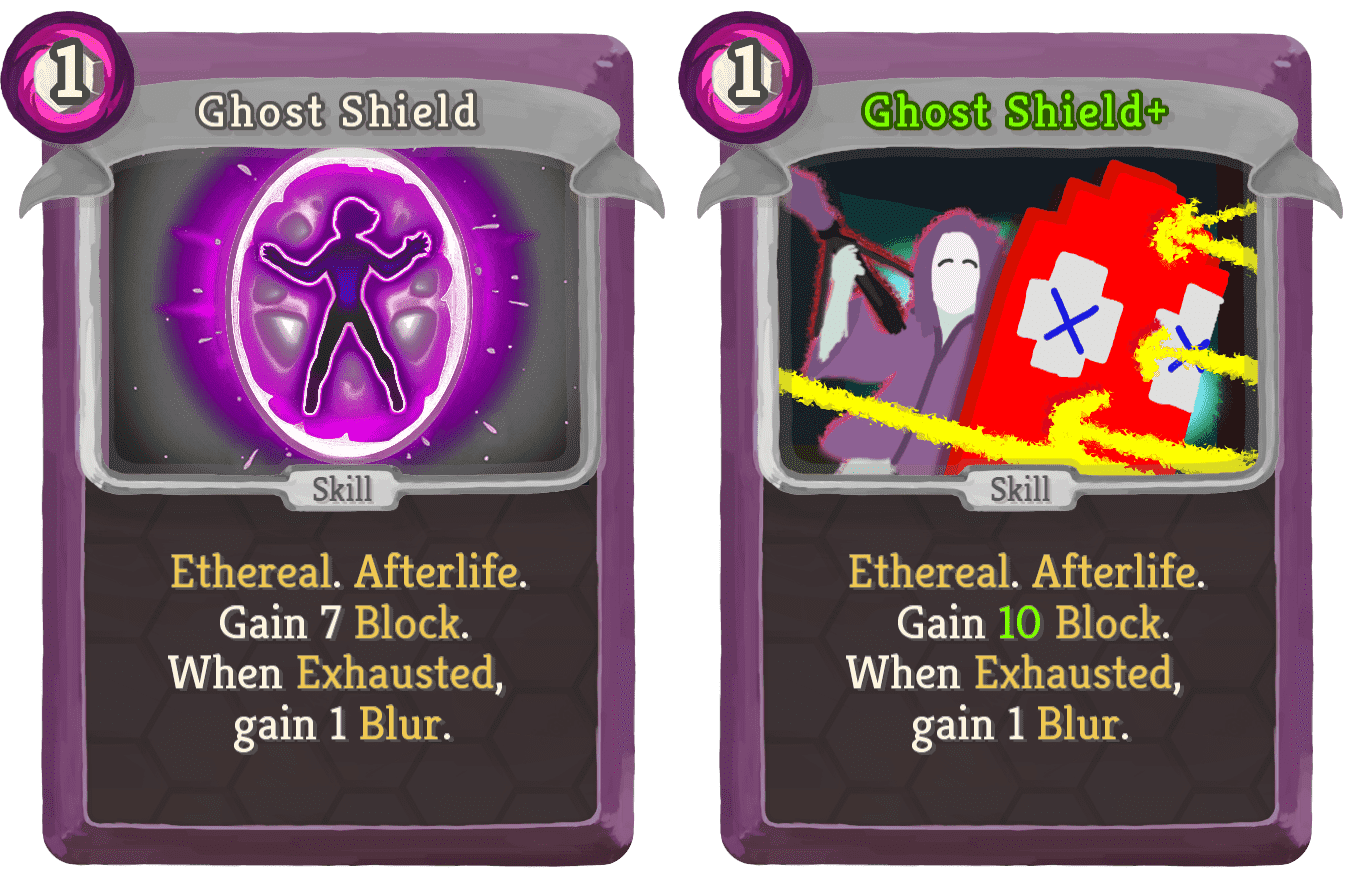 1
Ghost Shield
Skill
Ethereal. Afterlife.
Gain 7 Block.
When Exhausted,
gain 1 Blur.
1
Ghost Shield+
Skill
Ethereal. Afterlife.
Gain 10 Block.
When Exhausted,
gain 1 Blur.